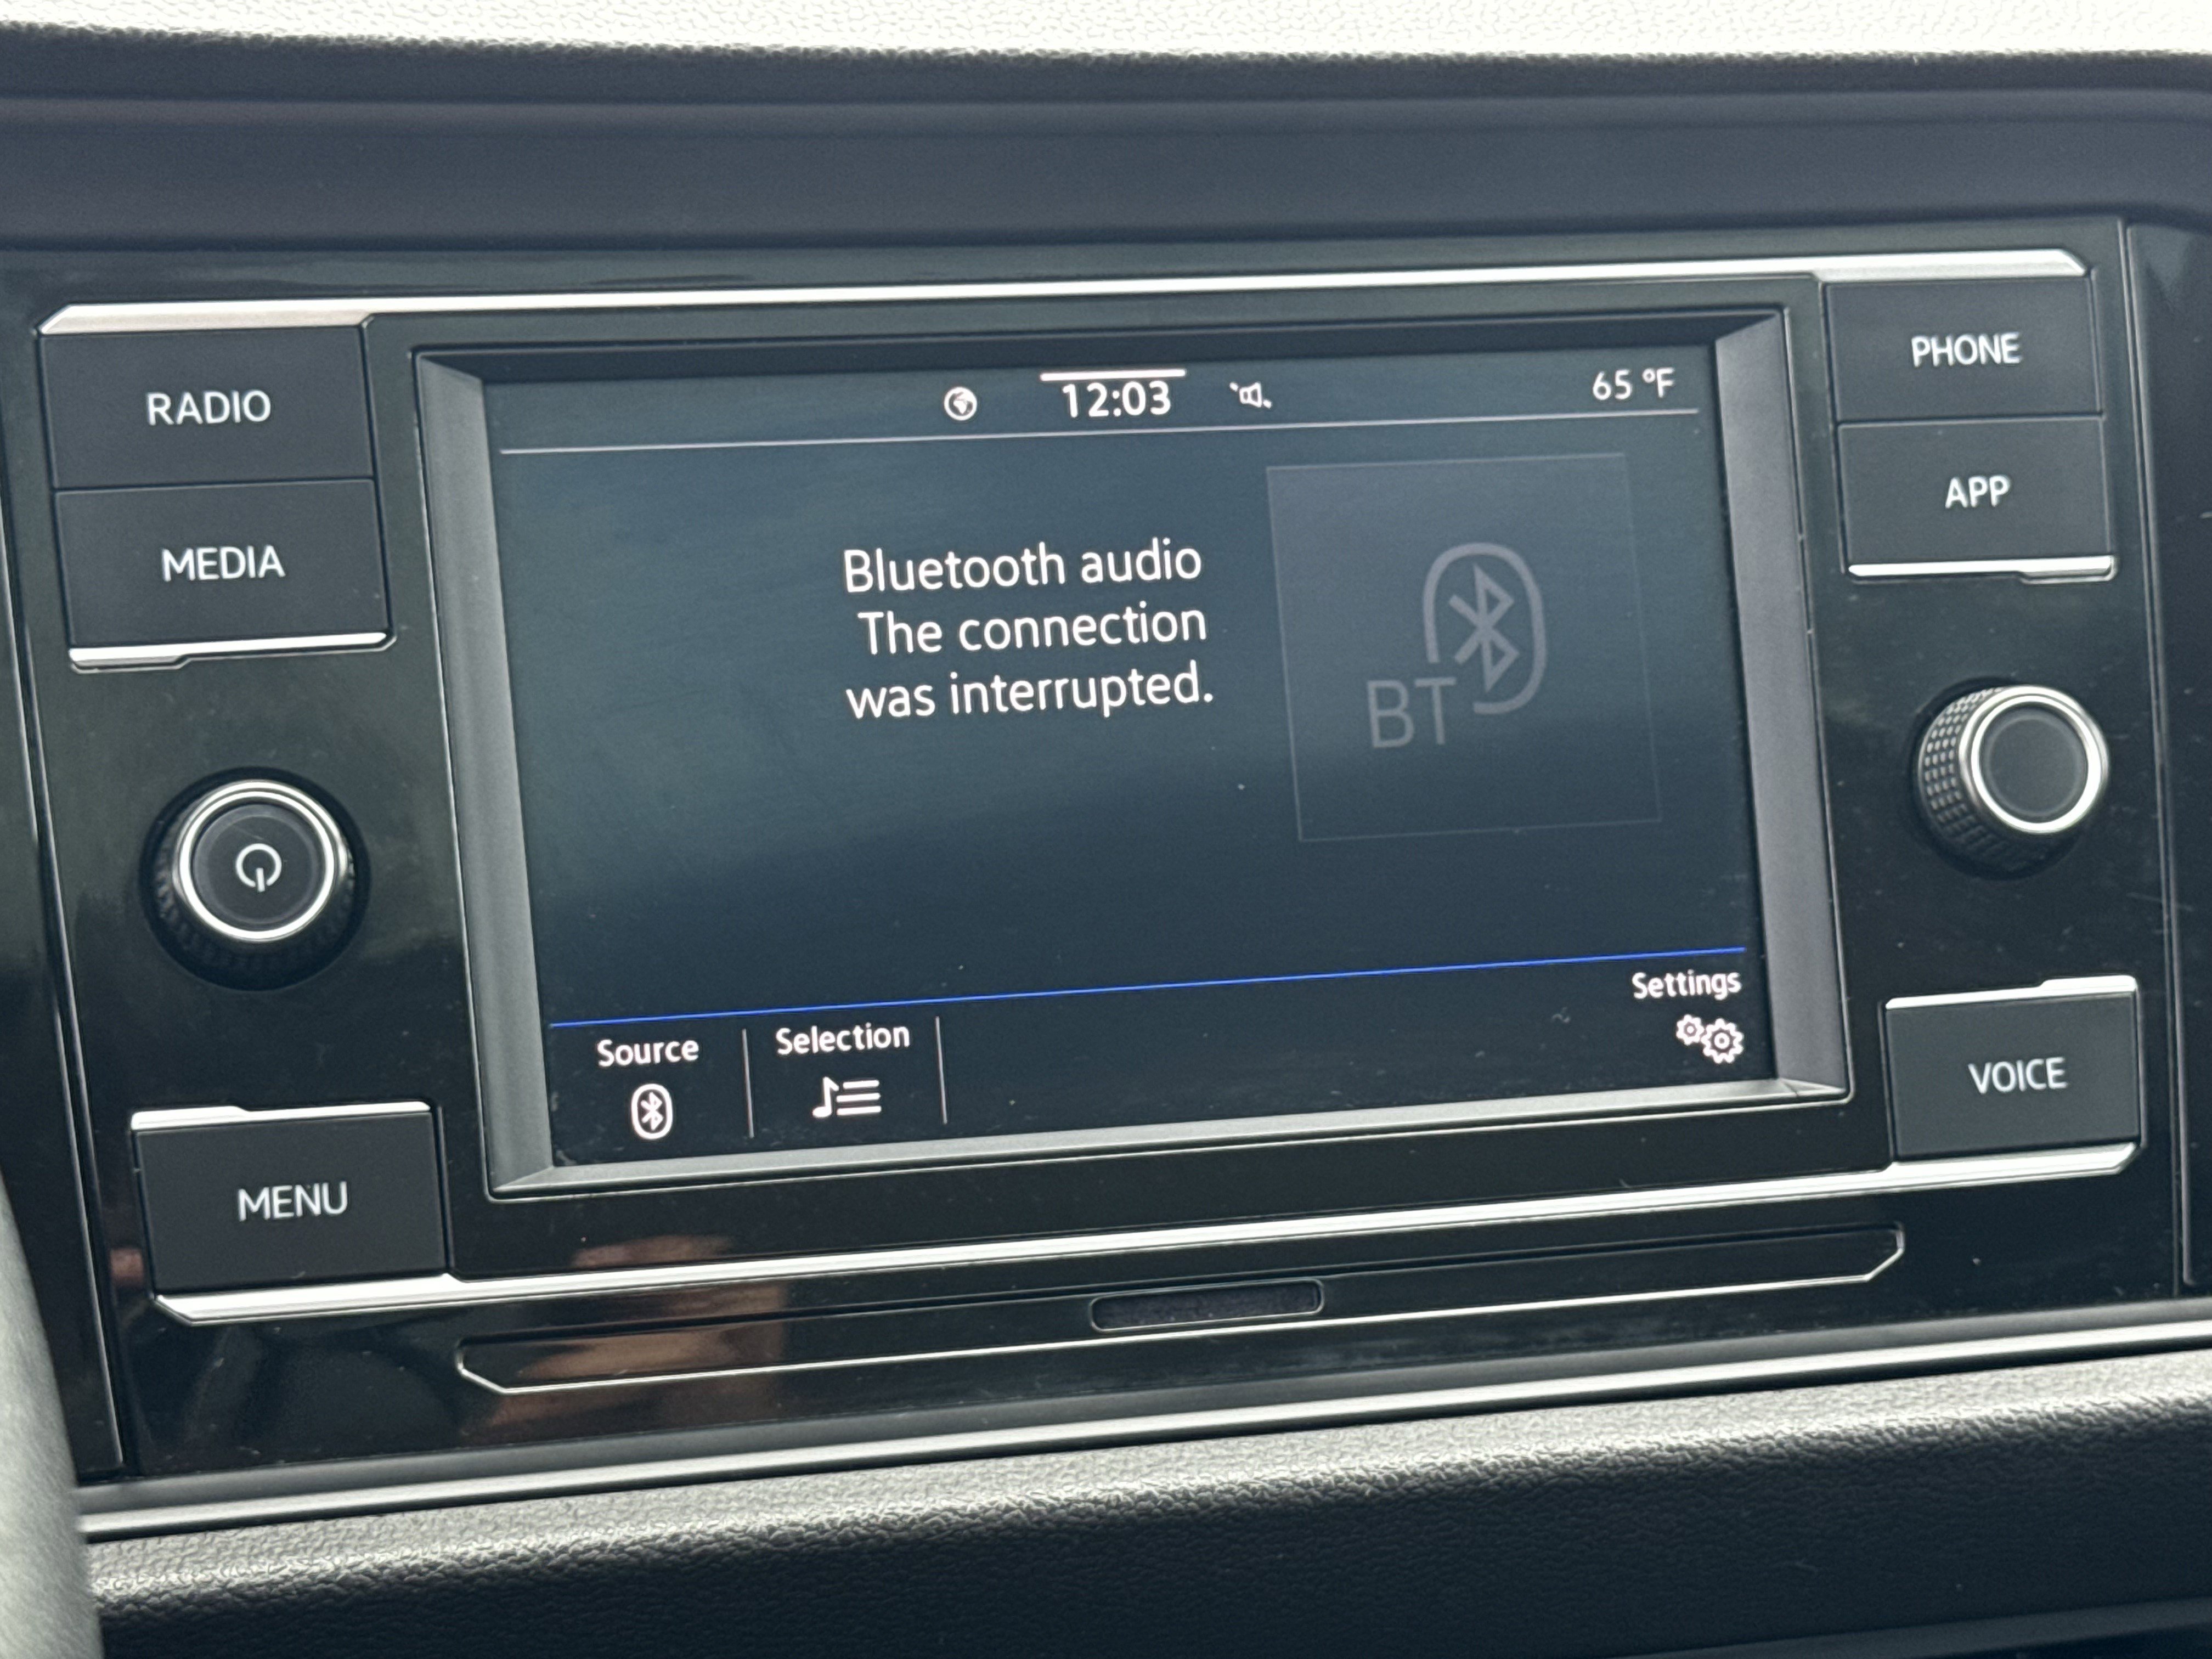 RADIO
MEDIA
MENU
12:03
65 °F
Bluetooth audio
The connection
was interrupted.
BT
Source
Selection
Settings
PHONE
APP
VOICE